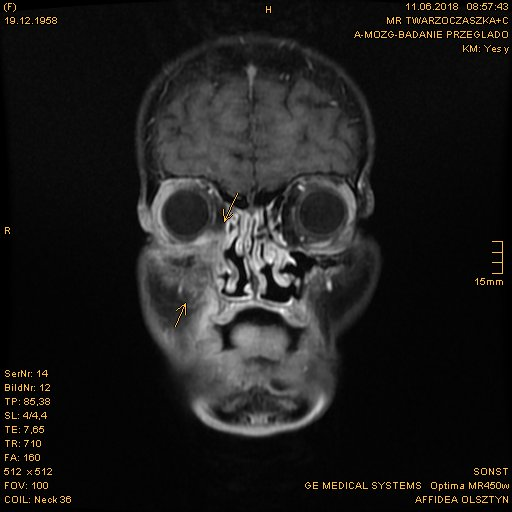 (F)
19.12.1958
H
11.06.2018 08:57:43
MR TWARZOCZASZKA+C
A-MOZG-BADANIE PRZEGLADO
KM: Yes y
R
15mm
SerNr: 14
BildNr: 12
TP: 85,38
SL: 4/4,4
TE: 7,65
TR: 710
FA: 160
512 x 512
FOV: 100
COIL: Neck 36
SONST
GE MEDICAL SYSTEMS Optima MR450w
AFFIDEA OLSZTYN